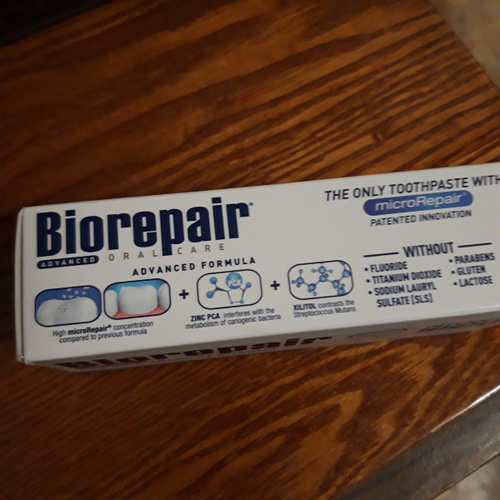 Biorepair®
ADVANCED ORAL CARE
ADVANCED FORMULA
High microRepair® concentration
compared to previous formula
+
ZINC PCA interferes with the
metabolism of cariogenic bacteria
+
XILITOL contrasts the
Streptococcus Mutans
THE ONLY TOOTHPASTE WITH
microRepair®
PATENTED INNOVATION
WITHOUT
• FLUORIDE
• TITANIUM DIOXIDE
• SODIUM LAURYL
SULFATE [SLS]
• PARABENS
• GLUTEN
• LACTOSE
Biorepair